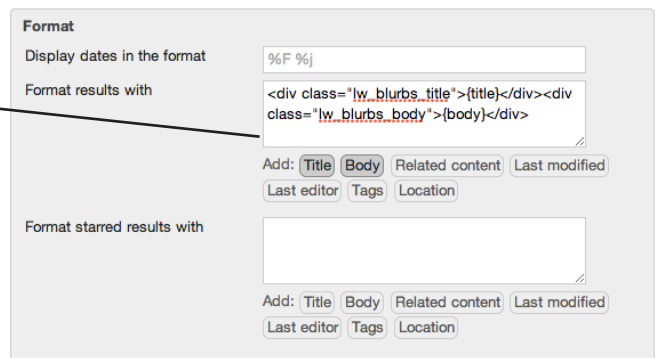 Format
Display dates in the format
%F %j
Format results with
<div class="lw_blurbs_title">{title}</div><div
class="lw_blurbs_body">{body}</div>
Add: Title Body Related content Last modified
Last editor Tags Location
Format starred results with
Add: Title Body Related content Last modified
Last editor Tags Location